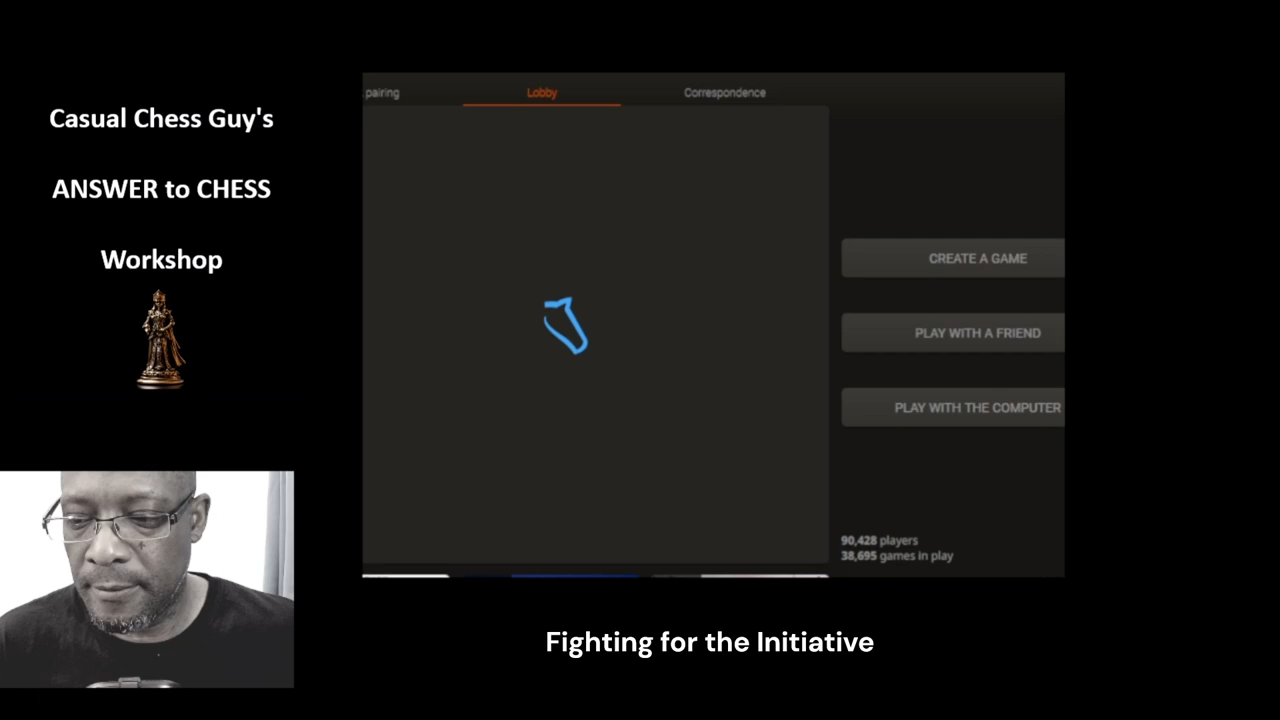 Casual Chess Guy's
ANSWER to CHESS
Workshop
pairing
Lobby
Correspondence
CREATE A GAME
PLAY WITH A FRIEND
PLAY WITH THE COMPUTER
90,428 players
38,695 games in play
Fighting for the Initiative